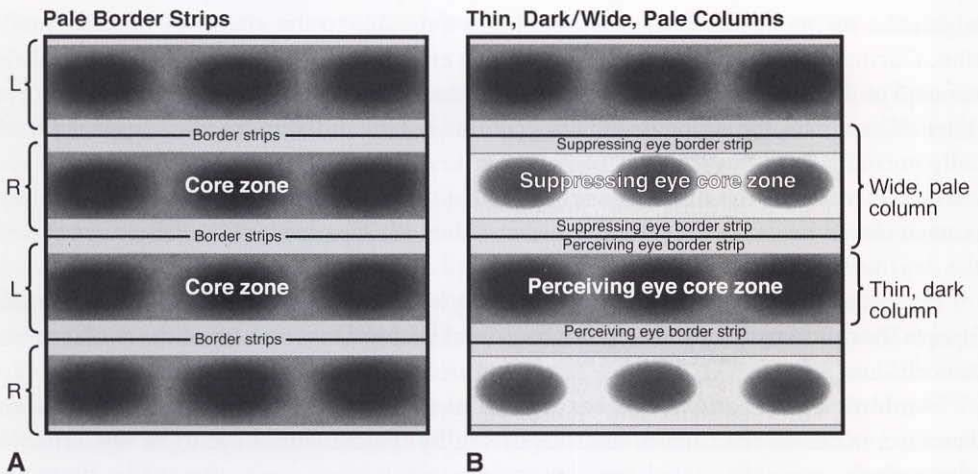 Pale Border Strips
L
Border strips
R
Core zone
Border strips
L
Core zone
Border strips
R
A
Thin, Dark/Wide, Pale Columns
Suppressing eye border strip
Suppressing eye core zone
Suppressing eye border strip
Perceiving eye border strip
Perceiving eye core zone
Perceiving eye border strip
Wide, pale
column
Thin, dark
column
B